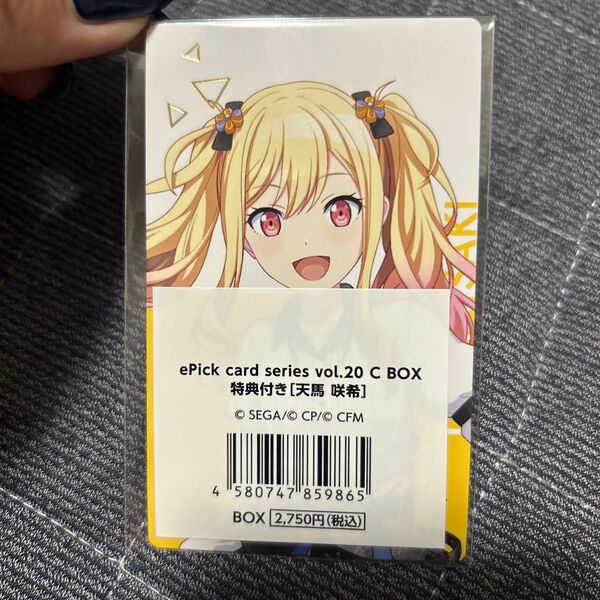 SAKI
ePick card series vol.20 C BOX
特典付き[天馬 咲希]
© SEGA/© CP/© CFM
4 580747 859865
BOX 2,750円(税込)